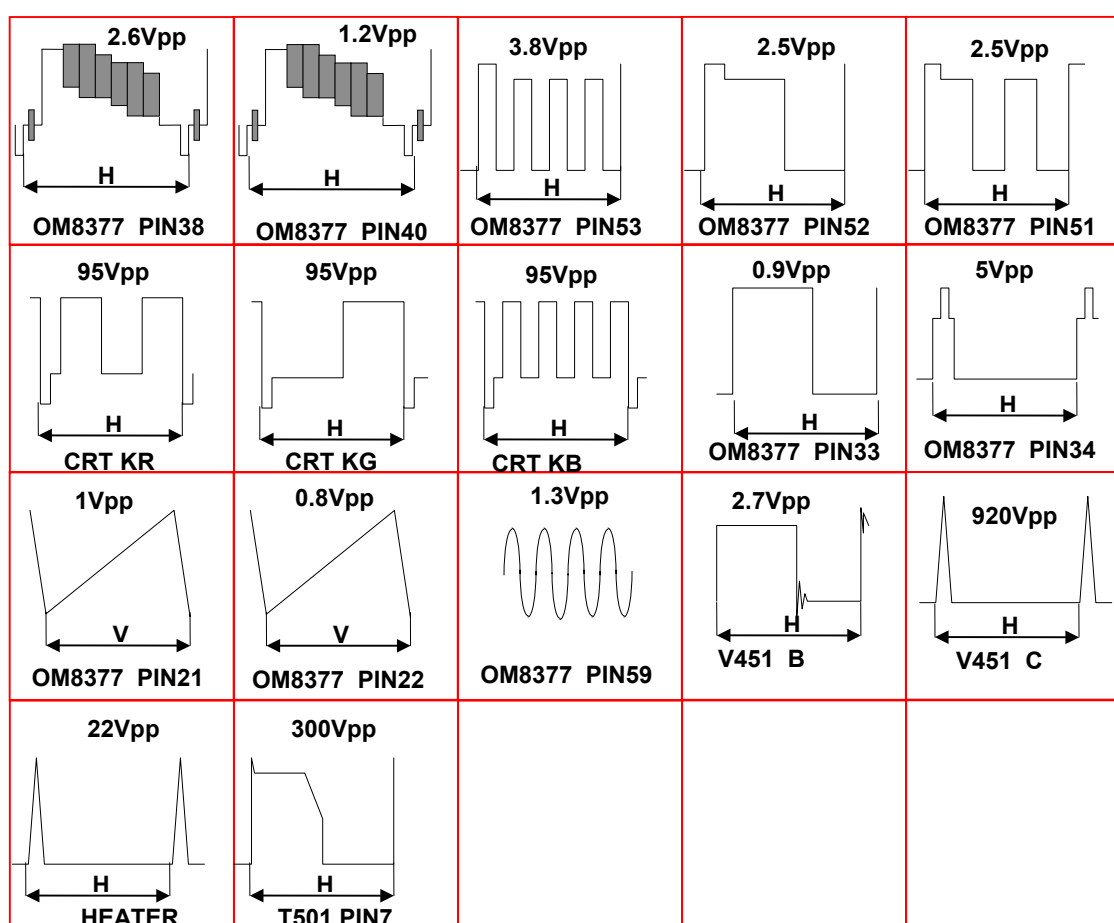 2.6Vpp
H
OM8377 PIN38
1.2Vpp
H
OM8377 PIN40
3.8Vpp
H
OM8377 PIN53
2.5Vpp
H
OM8377 PIN52
2.5Vpp
H
OM8377 PIN51
95Vpp
H
CRT KR
95Vpp
H
CRT KG
95Vpp
H
CRT KB
0.9Vpp
H
OM8377 PIN33
5Vpp
H
OM8377 PIN34
1Vpp
V
OM8377 PIN21
0.8Vpp
V
OM8377 PIN22
1.3Vpp
OM8377 PIN59
2.7Vpp
H
V451 B
920Vpp
H
V451 C
22Vpp
H
HEATER
300Vpp
H
T501 PIN7